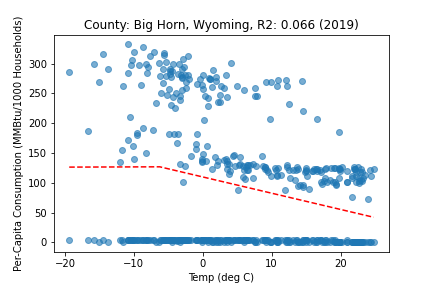 County: Big Horn, Wyoming, R2: 0.066 (2019)
Per-Capita Consumption (MMBtu/1000 Households)
300
250
200
150
100
50
0
−20 −10 0 10 20
Temp (deg C)